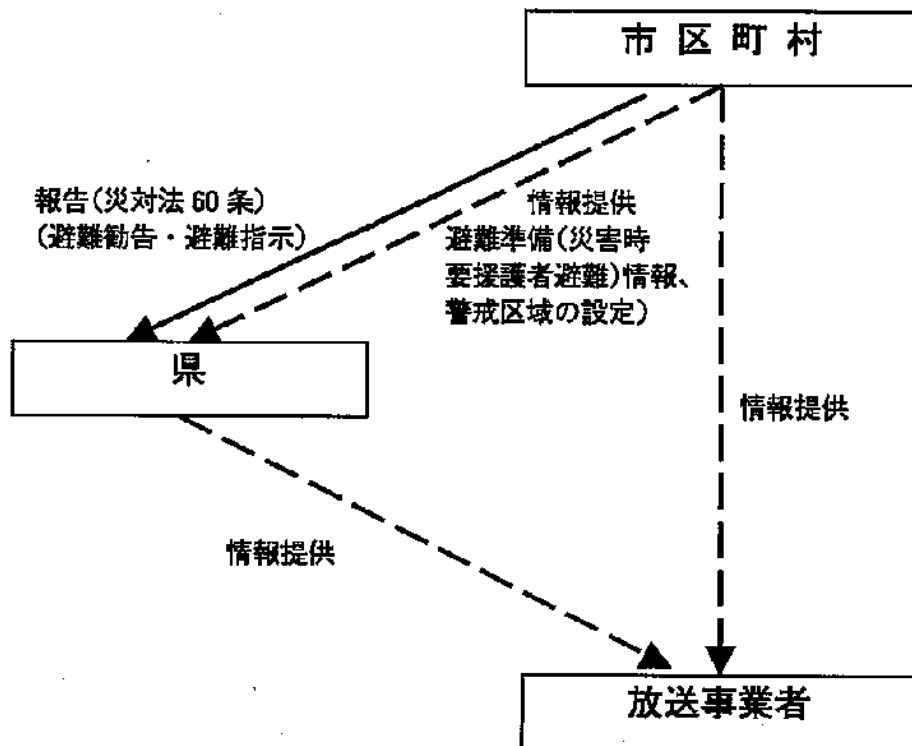 市区町村
報告(災対法 60 条)
(避難勧告・避難指示)
情報提供
避難準備(災害時
要援護者避難)情報、
警戒区域の設定)
県
情報提供
情報提供
放送事業者